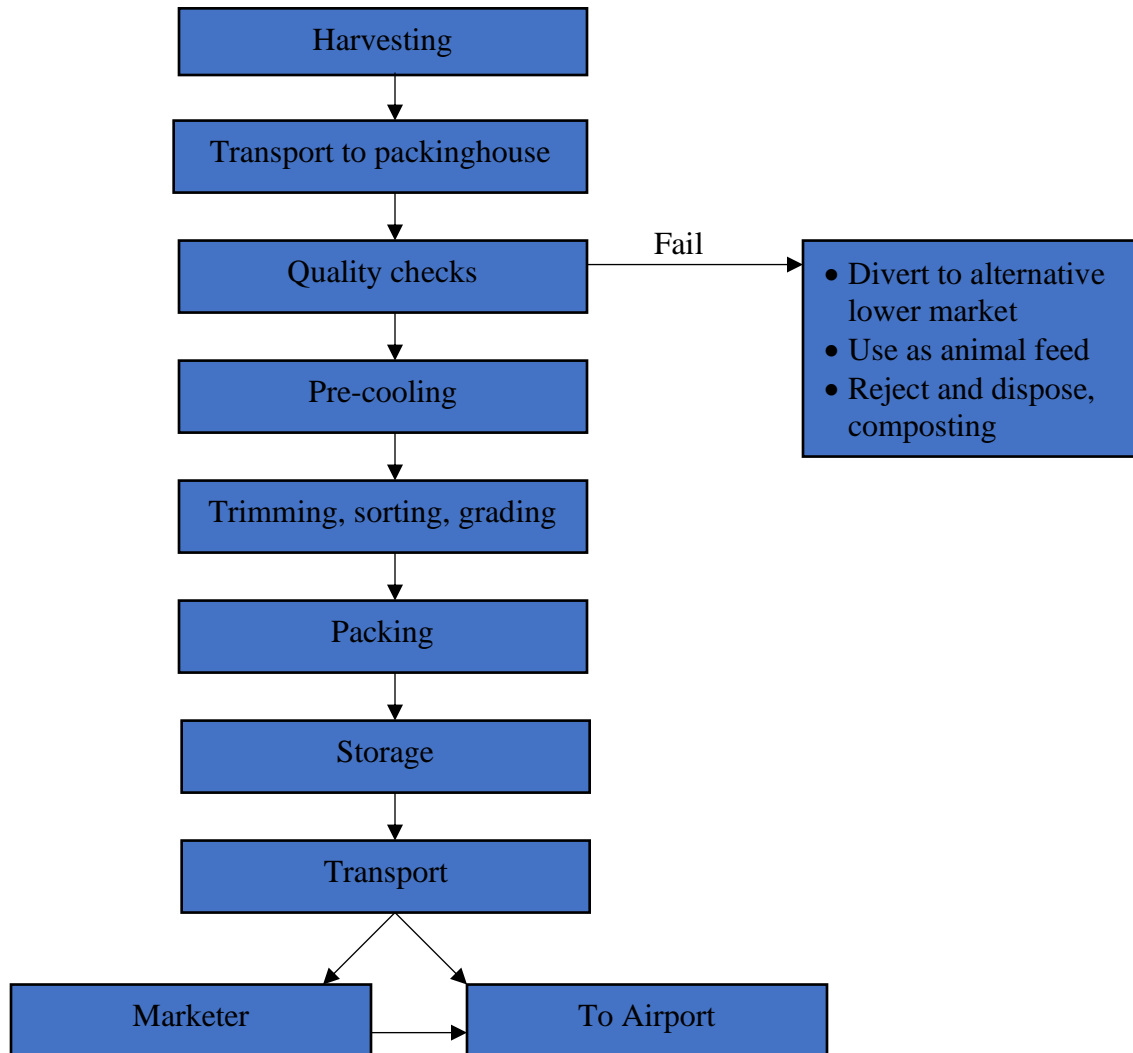 Harvesting
Transport to packinghouse
Quality checks
Fail
• Divert to alternative
lower market
• Use as animal feed
• Reject and dispose,
composting
Pre-cooling
Trimming, sorting, grading
Packing
Storage
Transport
Marketer
To Airport